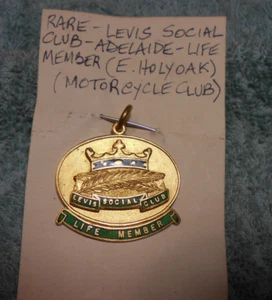 RARE - LEVIS SOCIAL
CLUB - ADELAIDE - LIFE
MEMBER (E. HOLYOAK)
(MOTORCYCLE CLUB)
LEVIS SOCIAL CLUB
LIFE MEMBER